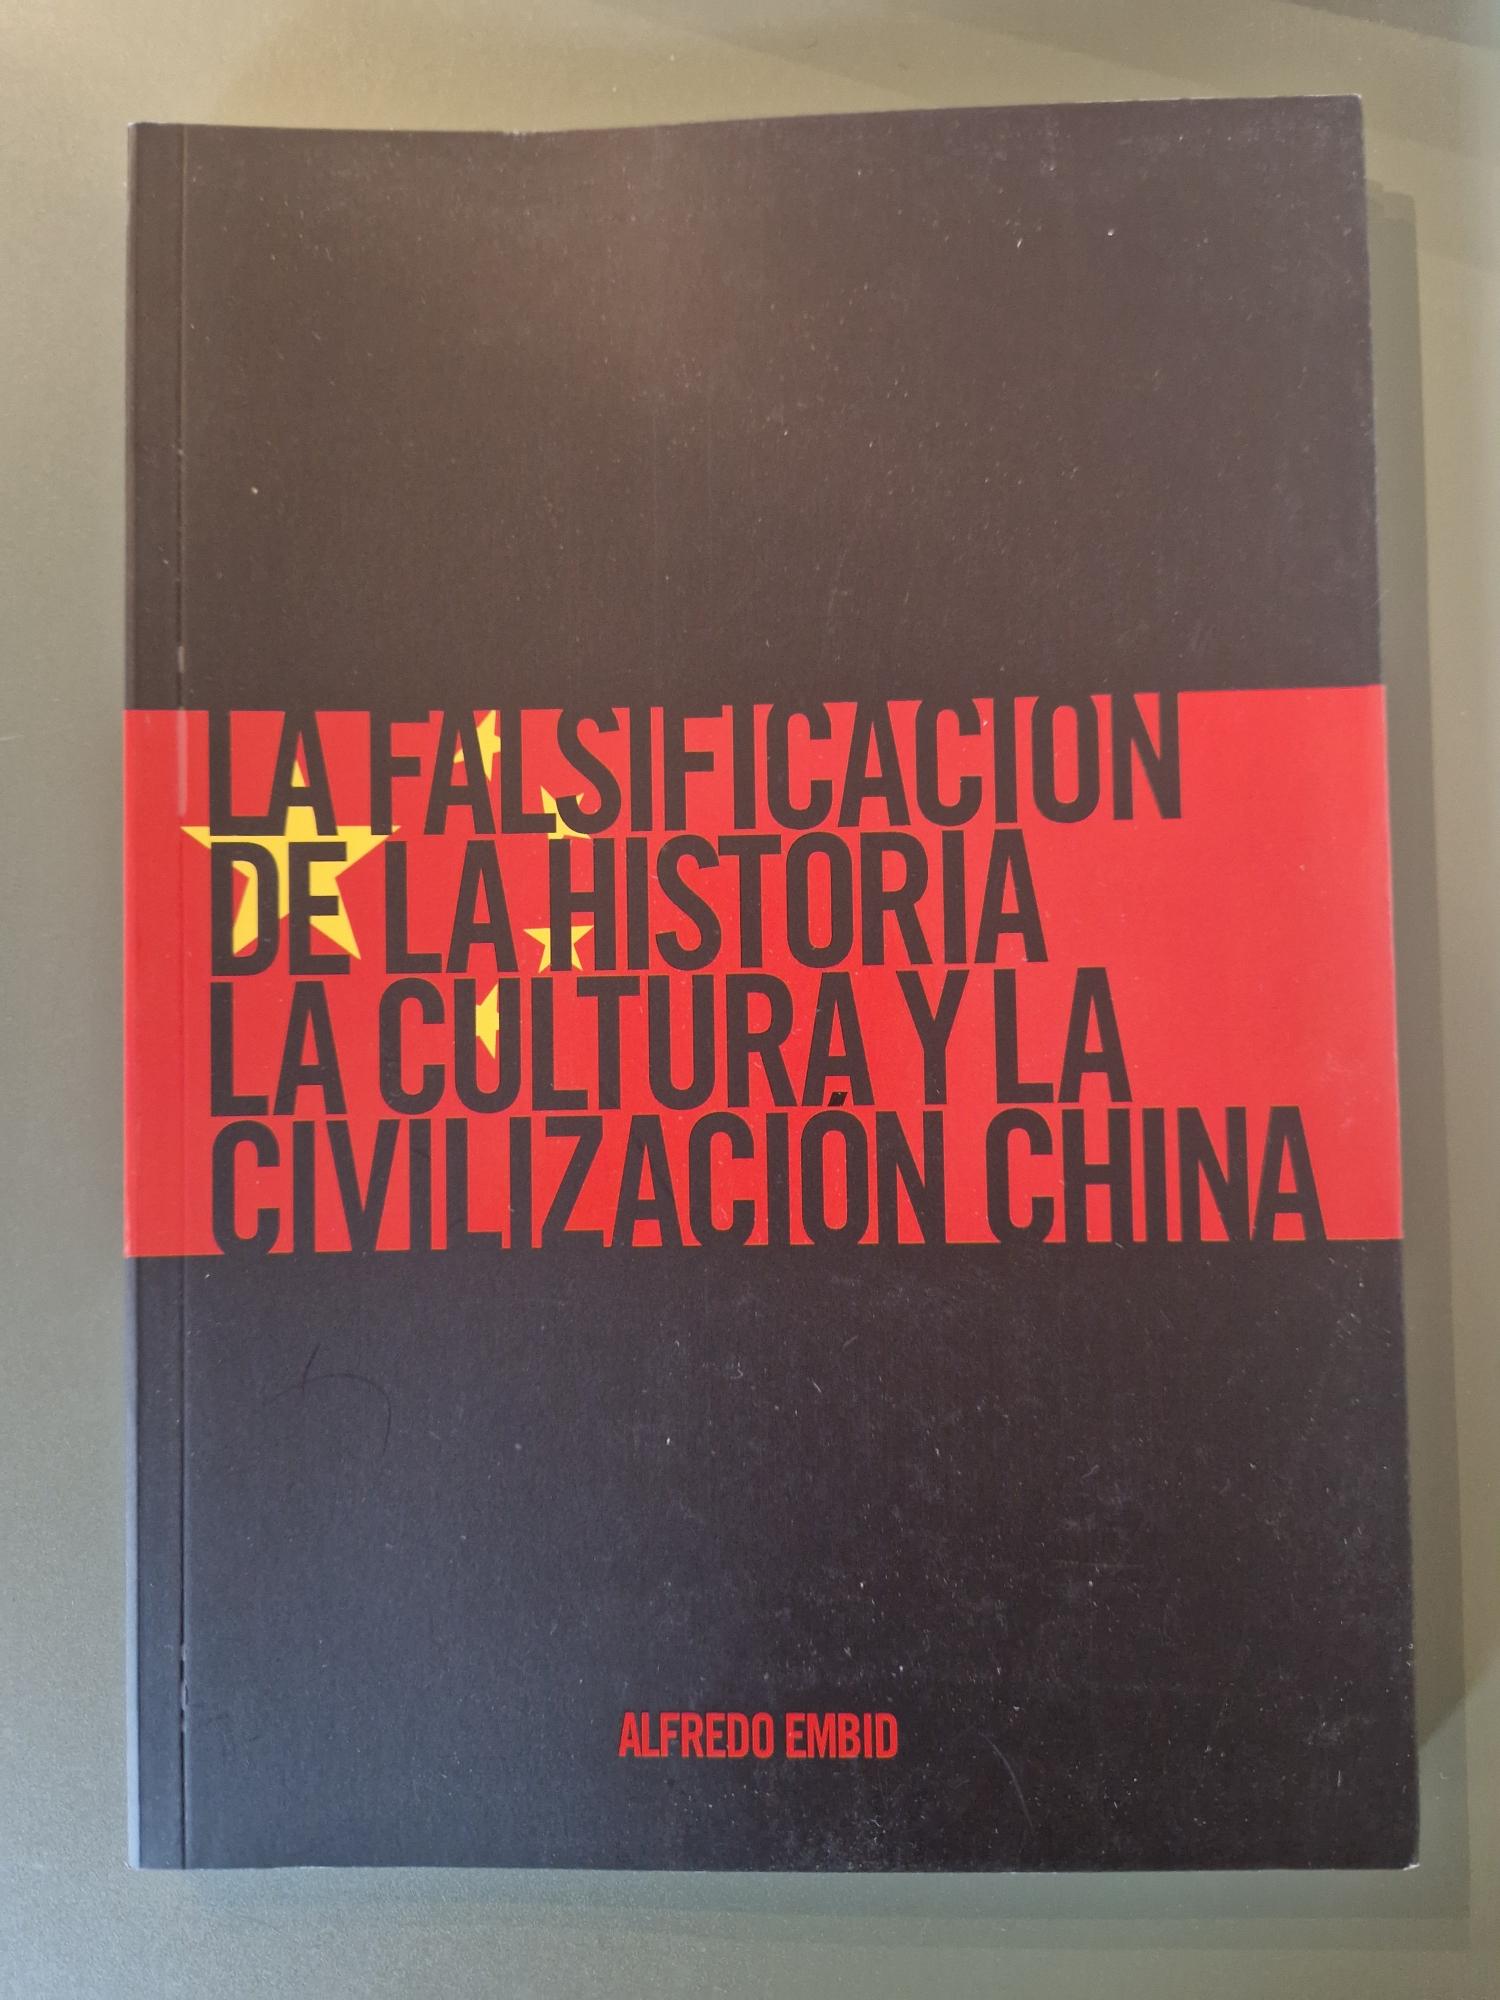 LA FALSIFICACION
DE LA HISTORIA
LA CULTURA Y LA
CIVILIZACIÓN CHINA
ALFREDO EMBID